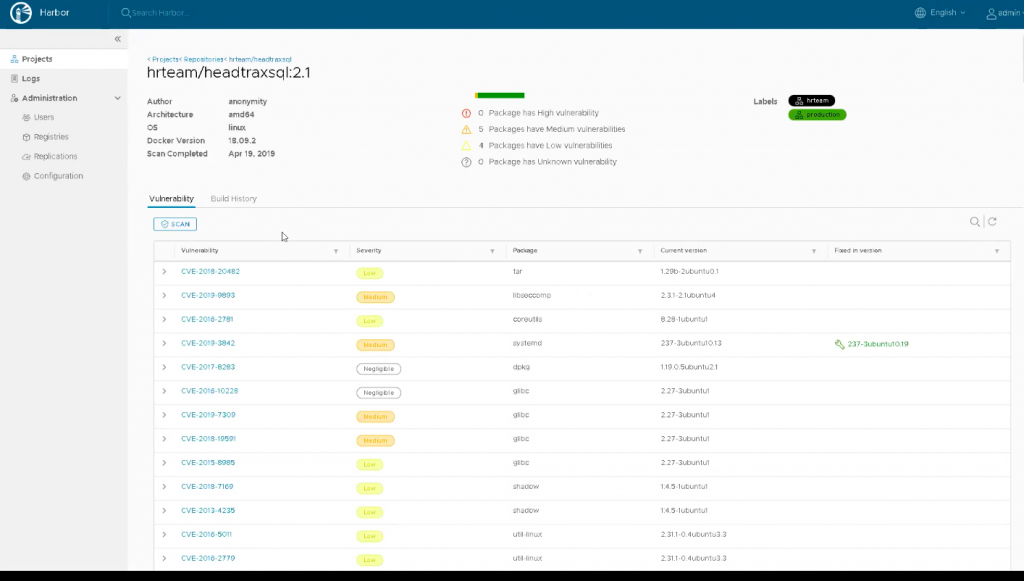 Harbor
Search Harbor...
English
admin
«
Projects
Logs
Administration
Users
Registries
Replications
Configuration
< Projects< Repositories< hrteam/headtraxsql
hrteam/headtraxsql:2.1
Author anonymity
Architecture amd64
OS linux
Docker Version 18.09.2
Scan Completed Apr 19, 2019
0 Package has High vulnerability
5 Packages have Medium vulnerabilities
4 Packages have Low vulnerabilities
0 Package has Unknown vulnerability
Labels hrteam
production
Vulnerability Build History
SCAN
Vulnerability Severity Package Current version Fixed in version
CVE-2018-20482 Low tar 1.29b-2ubuntu0.1
CVE-2019-9893 Medium libseccomp 2.3.1-2.1ubuntu4
CVE-2016-2781 Low coreutils 8.28-1ubuntu1
CVE-2019-3842 Medium systemd 237-3ubuntu10.13 237-3ubuntu10.19
CVE-2017-8283 Negligible dpkg 1.19.0.5ubuntu2.1
CVE-2016-10228 Negligible glibc 2.27-3ubuntu1
CVE-2019-7309 Medium glibc 2.27-3ubuntu1
CVE-2018-19591 Medium glibc 2.27-3ubuntu1
CVE-2015-8985 Low glibc 2.27-3ubuntu1
CVE-2018-7169 Low shadow 1:4.5-1ubuntu1
CVE-2013-4235 Low shadow 1:4.5-1ubuntu1
CVE-2016-5011 Low util-linux 2.31.1-0.4ubuntu3.3
CVE-2016-2779 Low util-linux 2.31.1-0.4ubuntu3.3